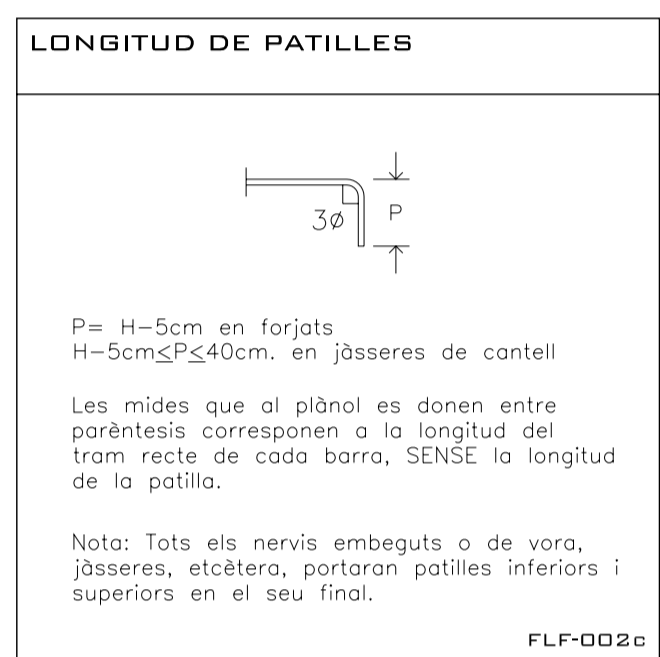 LONGITUD DE PATILLES
3ø
P
P= H-5cm en forjats
H-5cm≤P≤40cm. en jàsseres de cantell
Les mides que al plànol es donen entre
parèntesis corresponen a la longitud del
tram recte de cada barra, SENSE la longitud
de la patilla.
Nota: Tots els nervis embeguts o de vora,
jàsseres, etcètera, portaran patilles inferiors i
superiors en el seu final.
FLF-002c